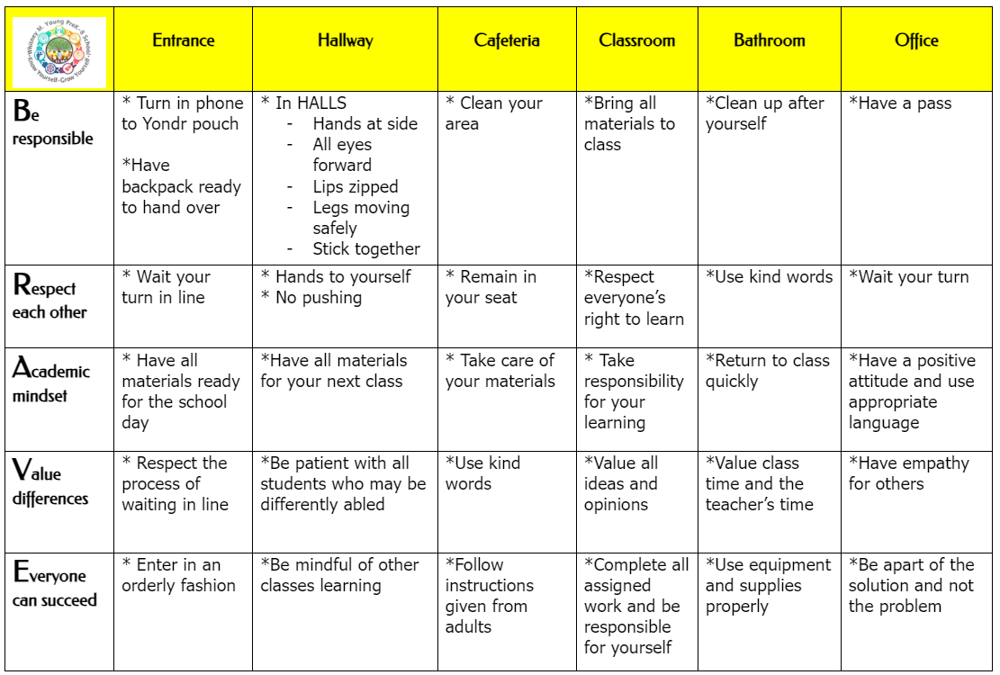 Whitney M. Young PreK-8 School
Know Yourself-Grow Yourself
Entrance
Hallway
Cafeteria
Classroom
Bathroom
Office
Be
responsible
* Turn in phone
to Yondr pouch
*Have
backpack ready
to hand over
* In HALLS
- Hands at side
- All eyes
forward
- Lips zipped
- Legs moving
safely
- Stick together
* Clean your
area
*Bring all
materials to
class
*Clean up after
yourself
*Have a pass
Respect
each other
* Wait your
turn in line
* Hands to yourself
* No pushing
* Remain in
your seat
*Respect
everyone’s
right to learn
*Use kind words
*Wait your turn
Academic
mindset
* Have all
materials ready
for the school
day
*Have all materials
for your next class
* Take care of
your materials
* Take
responsibility
for your
learning
*Return to class
quickly
*Have a positive
attitude and use
appropriate
language
Value
differences
* Respect the
process of
waiting in line
*Be patient with all
students who may be
differently abled
*Use kind
words
*Value all
ideas and
opinions
*Value class
time and the
teacher’s time
*Have empathy
for others
Everyone
can succeed
* Enter in an
orderly fashion
*Be mindful of other
classes learning
*Follow
instructions
given from
adults
*Complete all
assigned
work and be
responsible
for yourself
*Use equipment
and supplies
properly
*Be apart of the
solution and not
the problem